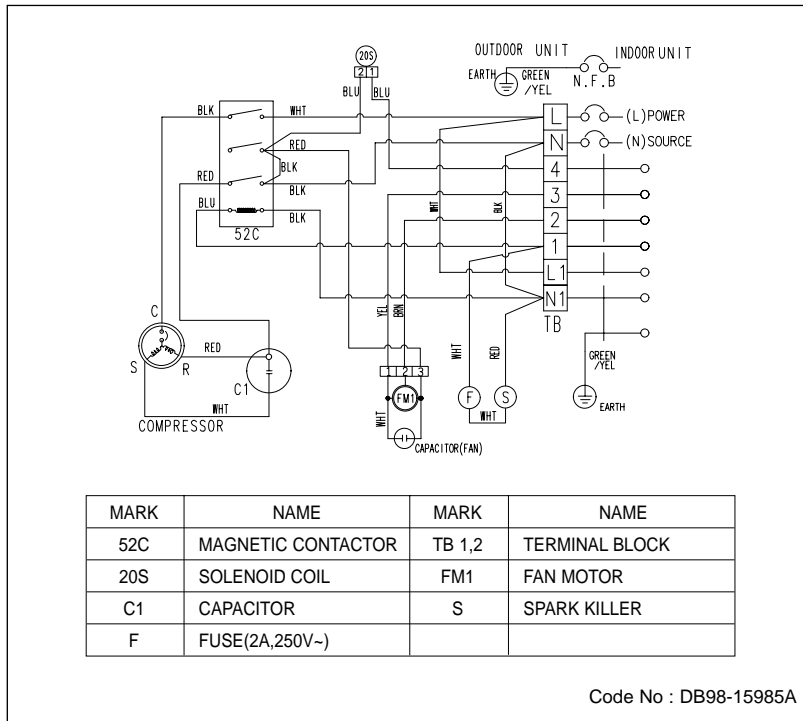 20S
2 1
BLU BLU
OUTDOOR UNIT INDOOR UNIT
EARTH GREEN /YEL N.F.B
BLK WHT
RED
BLK
RED BLK
BLU BLK
52C
L (L)POWER
N (N)SOURCE
4
3
2
1
L1
N1
TB
WHT BLK
YEL BRN
WHT RED
GREEN /YEL
EARTH
C
S R RED
C1
WHT
COMPRESSOR
1 2 3
FM1
WHT
CAPACITOR(FAN)
F S
WHT
MARK NAME MARK NAME
52C MAGNETIC CONTACTOR TB 1,2 TERMINAL BLOCK
20S SOLENOID COIL FM1 FAN MOTOR
C1 CAPACITOR S SPARK KILLER
F FUSE(2A,250V~)
Code No : DB98-15985A